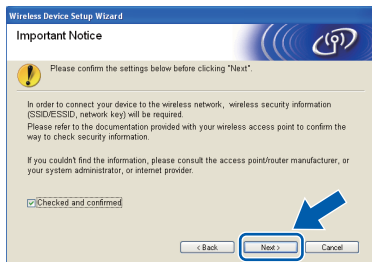 Wireless Device Setup Wizard
Important Notice
Please confirm the settings below before clicking "Next".
In order to connect your device to the wireless network, wireless security information
(SSID/ESSID, network key) will be required.
Please refer to the documentation provided with your wireless access point to confirm the
way to check security information.
If you couldn't find the information, please consult the access point/router manufacturer, or
your system administrator, or internet provider.
Checked and confirmed
< Back
Next >
Cancel